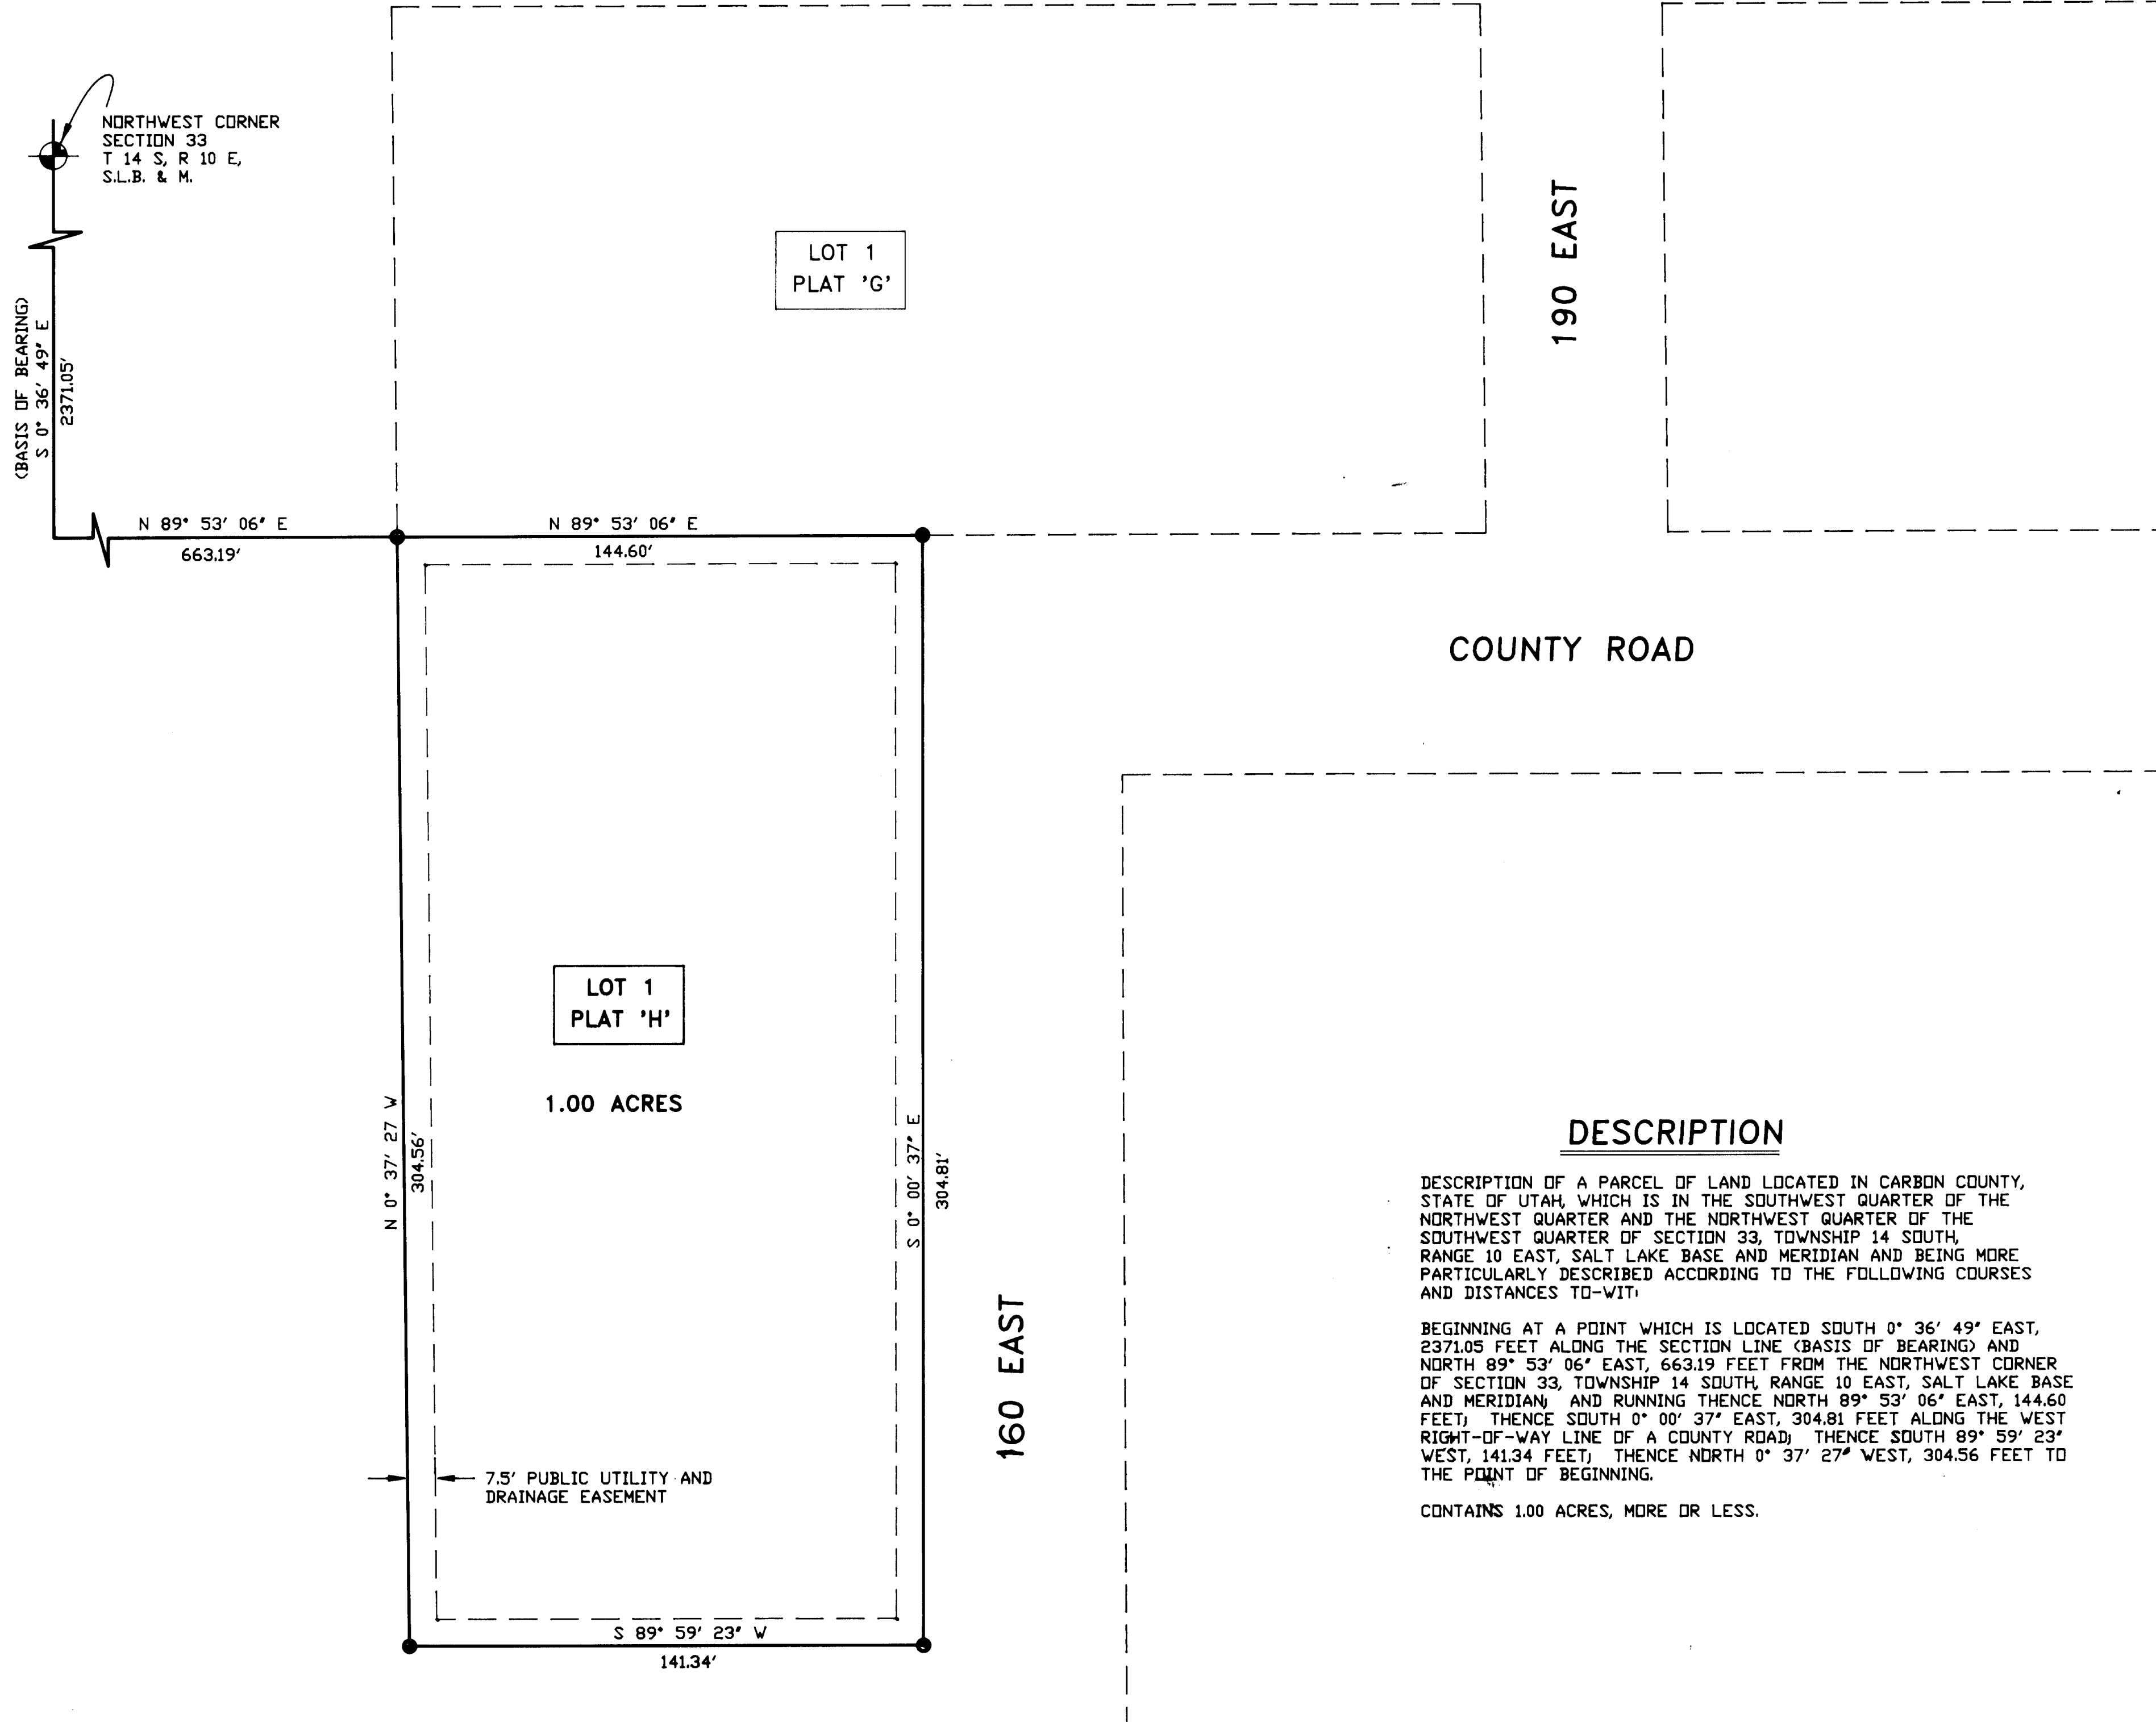 NORTHWEST CORNER
SECTION 33
T 14 S, R 10 E,
S.L.B. & M.
LOT 1
PLAT 'G'
190 EAST
(BASIS OF BEARING)
S 0° 36' 49" E
2371.05'
N 89° 53' 06" E
663.19'
N 89° 53' 06" E
144.60'
COUNTY ROAD
LOT 1
PLAT 'H'
1.00 ACRES
N 0° 37' 27 W
304.56'
S 0° 00' 37" E
304.81'
160 EAST
7.5' PUBLIC UTILITY AND
DRAINAGE EASEMENT
S 89° 59' 23" W
141.34'
DESCRIPTION
DESCRIPTION OF A PARCEL OF LAND LOCATED IN CARBON COUNTY,
STATE OF UTAH, WHICH IS IN THE SOUTHWEST QUARTER OF THE
NORTHWEST QUARTER AND THE NORTHWEST QUARTER OF THE
SOUTHWEST QUARTER OF SECTION 33, TOWNSHIP 14 SOUTH,
RANGE 10 EAST, SALT LAKE BASE AND MERIDIAN AND BEING MORE
PARTICULARLY DESCRIBED ACCORDING TO THE FOLLOWING COURSES
AND DISTANCES TO-WIT:
BEGINNING AT A POINT WHICH IS LOCATED SOUTH 0° 36' 49" EAST,
2371.05 FEET ALONG THE SECTION LINE (BASIS OF BEARING) AND
NORTH 89° 53' 06" EAST, 663.19 FEET FROM THE NORTHWEST CORNER
OF SECTION 33, TOWNSHIP 14 SOUTH, RANGE 10 EAST, SALT LAKE BASE
AND MERIDIAN; AND RUNNING THENCE NORTH 89° 53' 06" EAST, 144.60
FEET; THENCE SOUTH 0° 00' 37" EAST, 304.81 FEET ALONG THE WEST
RIGHT-OF-WAY LINE OF A COUNTY ROAD; THENCE SOUTH 89° 59' 23"
WEST, 141.34 FEET; THENCE NORTH 0° 37' 27" WEST, 304.56 FEET TO
THE POINT OF BEGINNING.
CONTAINS 1.00 ACRES, MORE OR LESS.